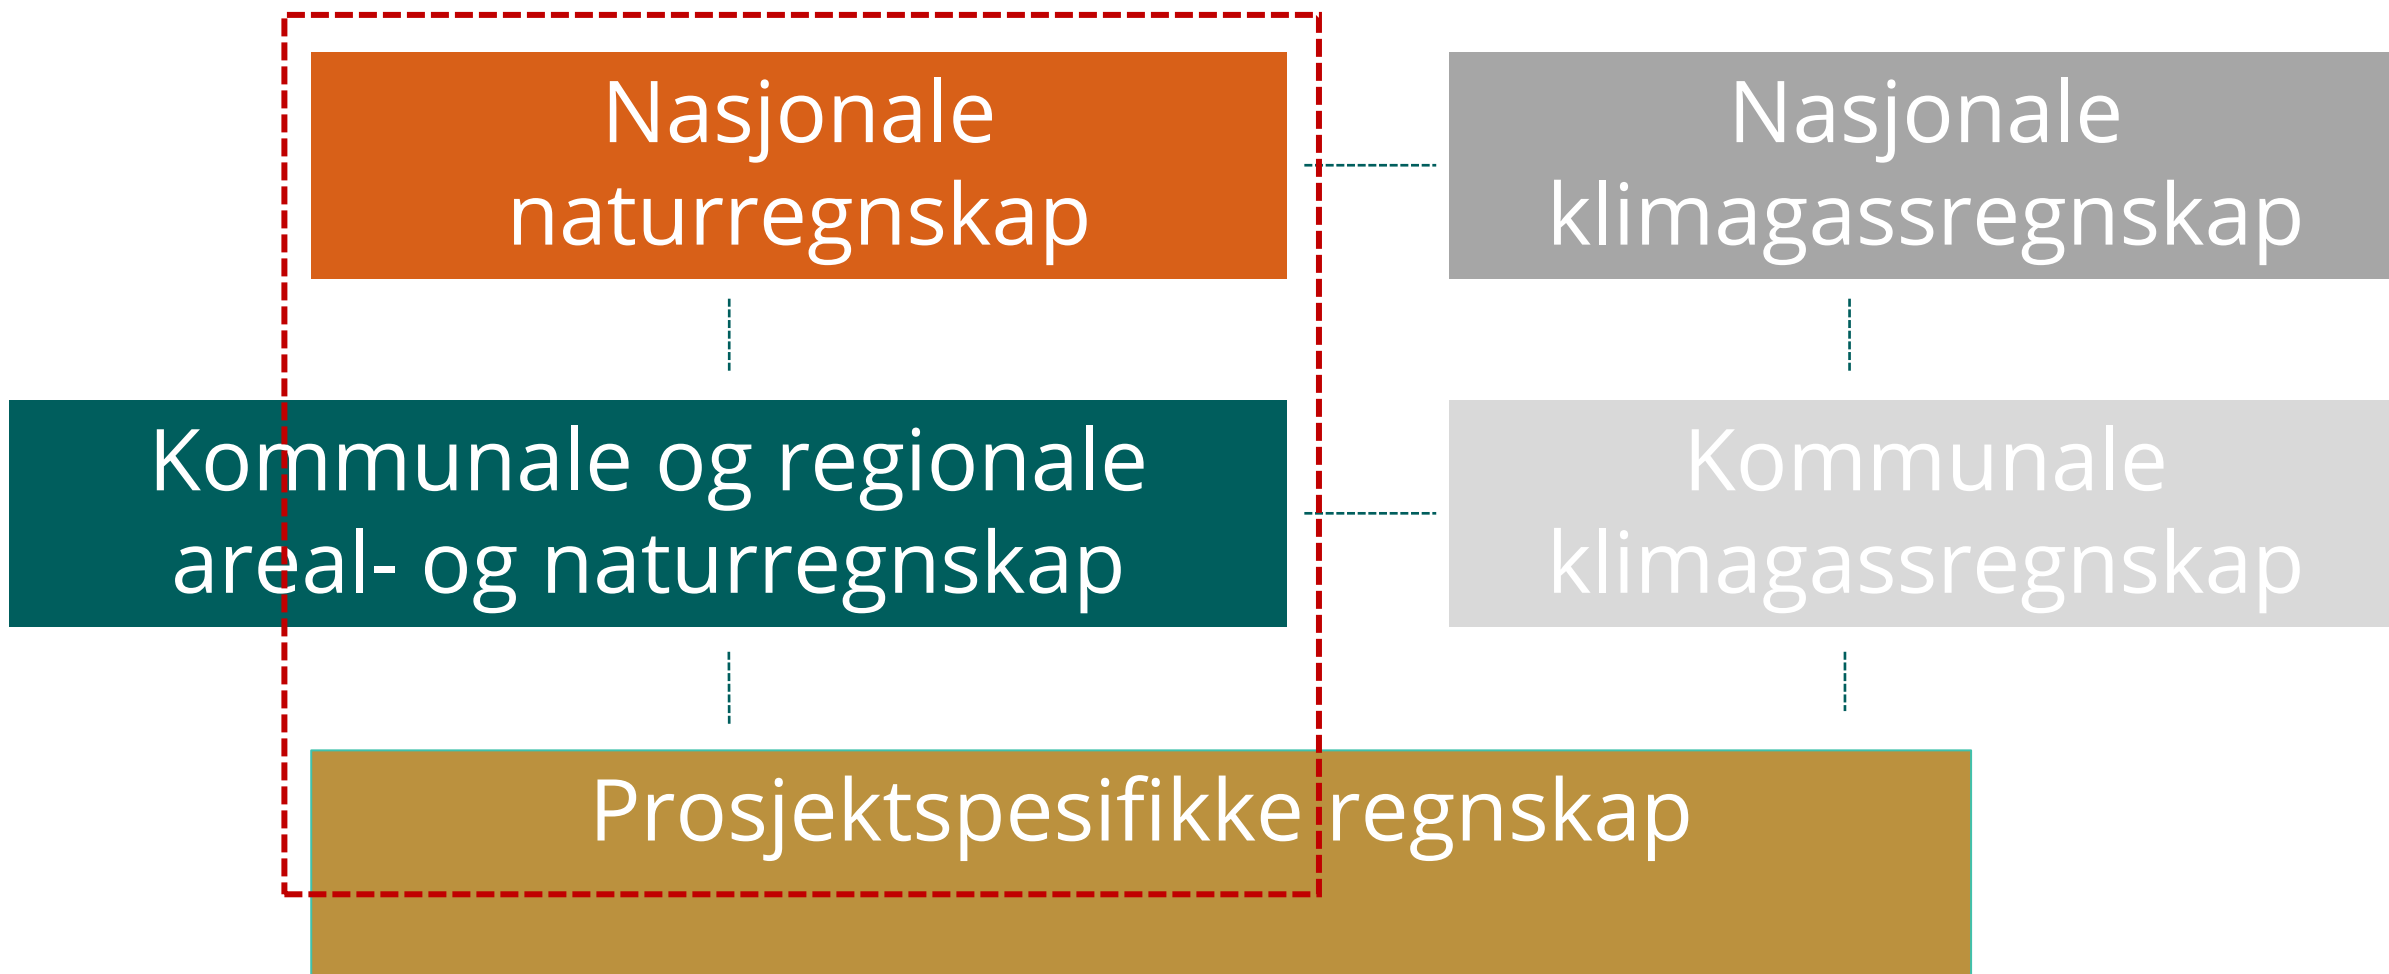 Nasjonale
naturregnskap
Nasjonale
klimagassregnskap
Kommunale og regionale
areal- og naturregnskap
Kommunale
klimagassregnskap
Prosjektspesifikke regnskap